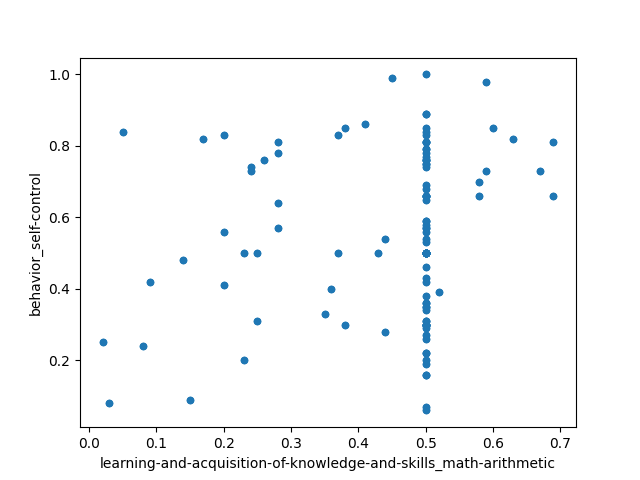 1.0
0.8
0.6
0.4
0.2
behavior_self-control
0.0 0.1 0.2 0.3 0.4 0.5 0.6 0.7
learning-and-acquisition-of-knowledge-and-skills_math-arithmetic